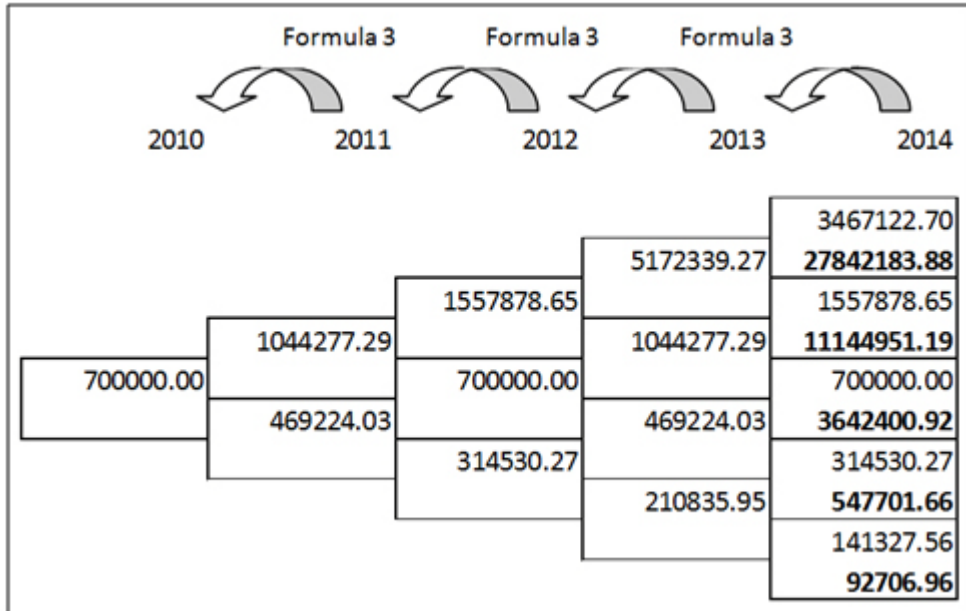 Formula 3 Formula 3 Formula 3
2010 2011 2012 2013 2014
3467122.70
5172339.27 27842183.88
1557878.65 1557878.65
1044277.29 1044277.29 11144951.19
700000.00 700000.00 700000.00
469224.03 469224.03 3642400.92
314530.27 314530.27
210835.95 547701.66
141327.56
92706.96